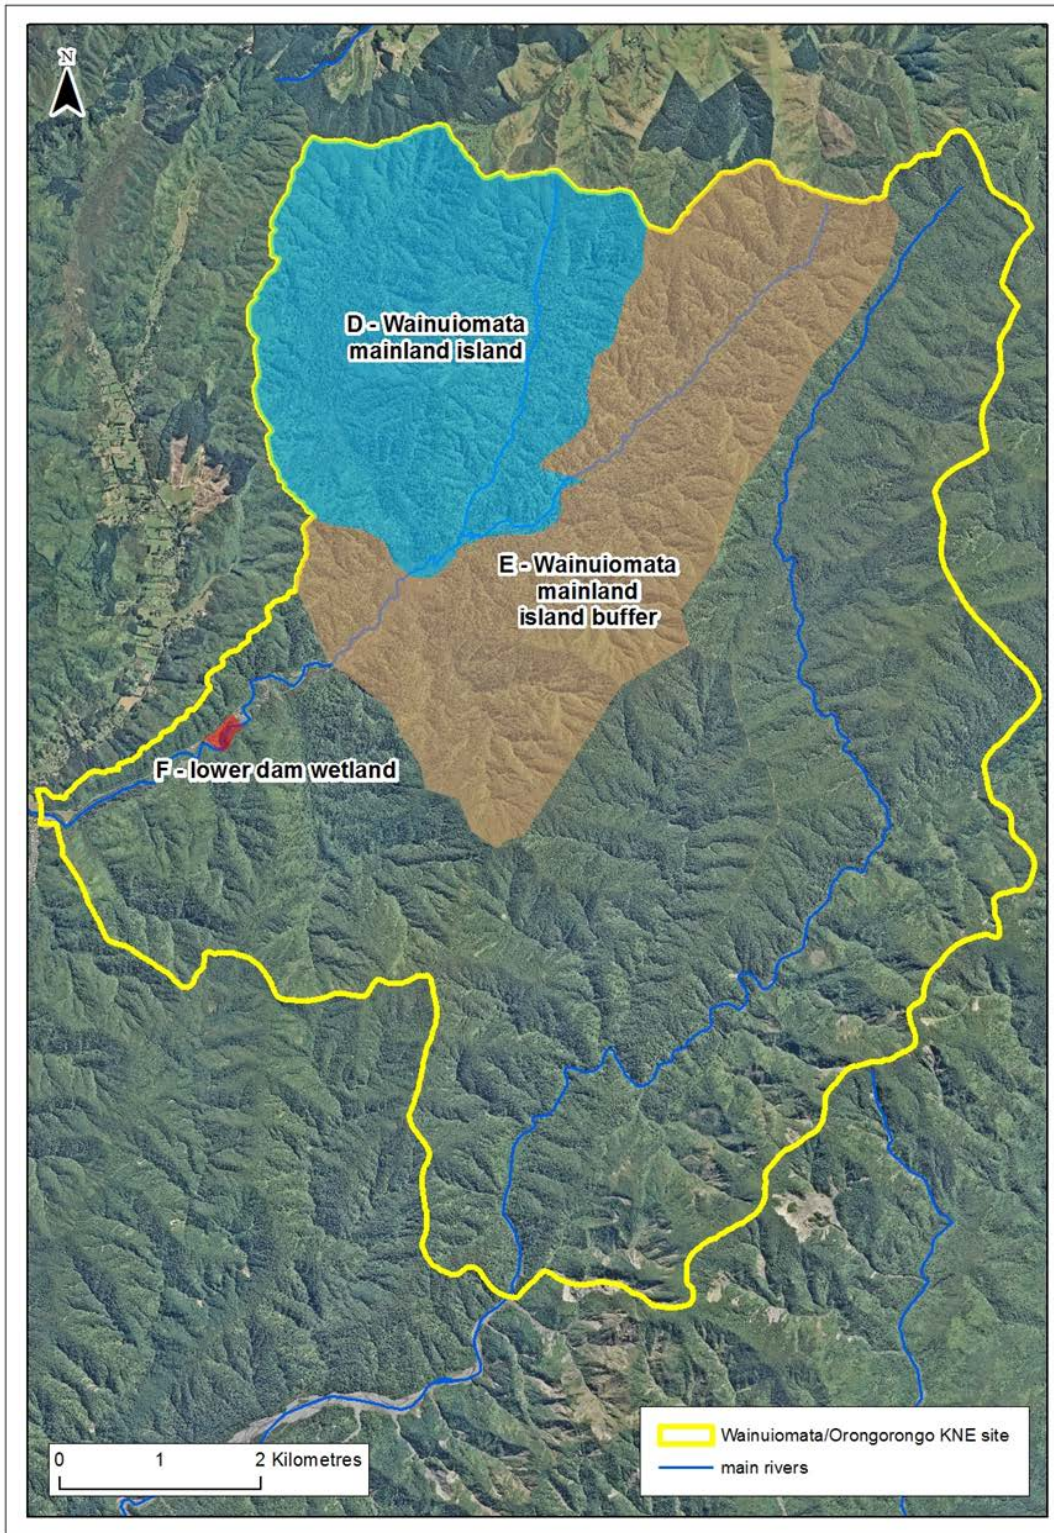 N
D - Wainuiomata
mainland island
E - Wainuiomata
mainland
island buffer
F - lower dam wetland
0 1 2 Kilometres
Wainuiomata/Orongorongo KNE site
main rivers